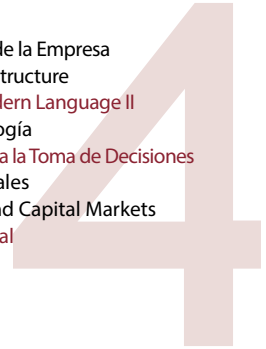 de la Empresa
tructure
dern Language II
ogía
a la Toma de Decisiones
ales
nd Capital Markets
al
4